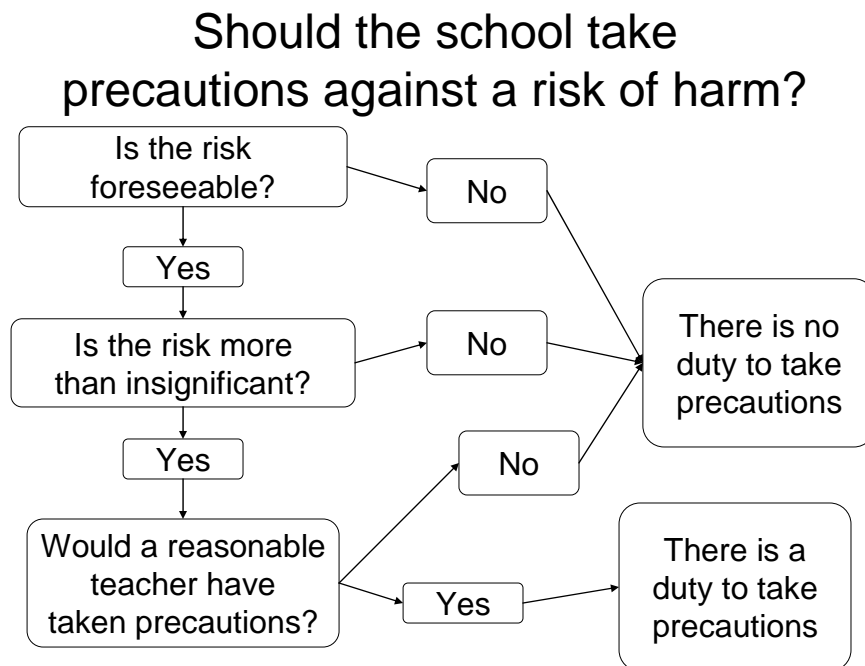 Should the school take
precautions against a risk of harm?
Is the risk
foreseeable?
No
Yes
Is the risk more
than insignificant?
No
There is no
duty to take
precautions
Yes
No
Would a reasonable
teacher have
taken precautions?
Yes
There is a
duty to take
precautions